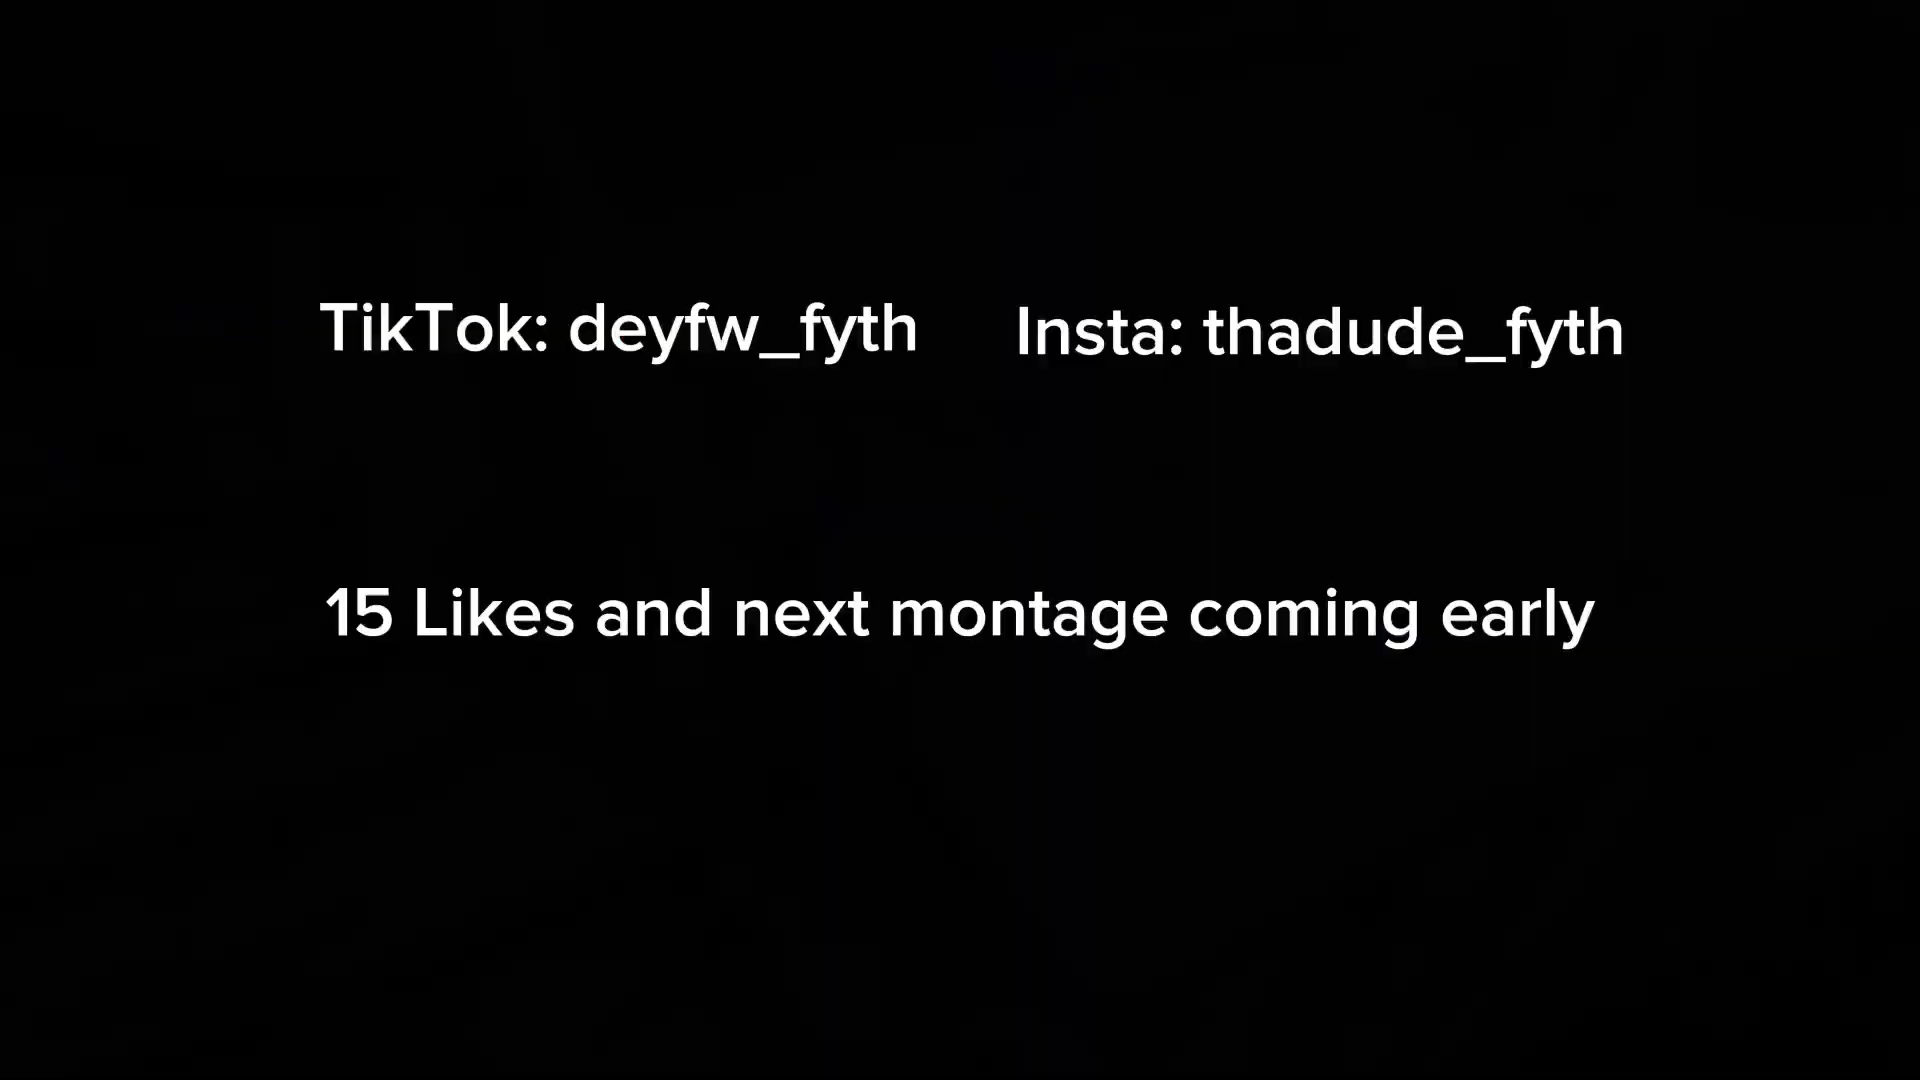 TikTok: deyfw_fyth
Insta: thadude_fyth
15 Likes and next montage coming early